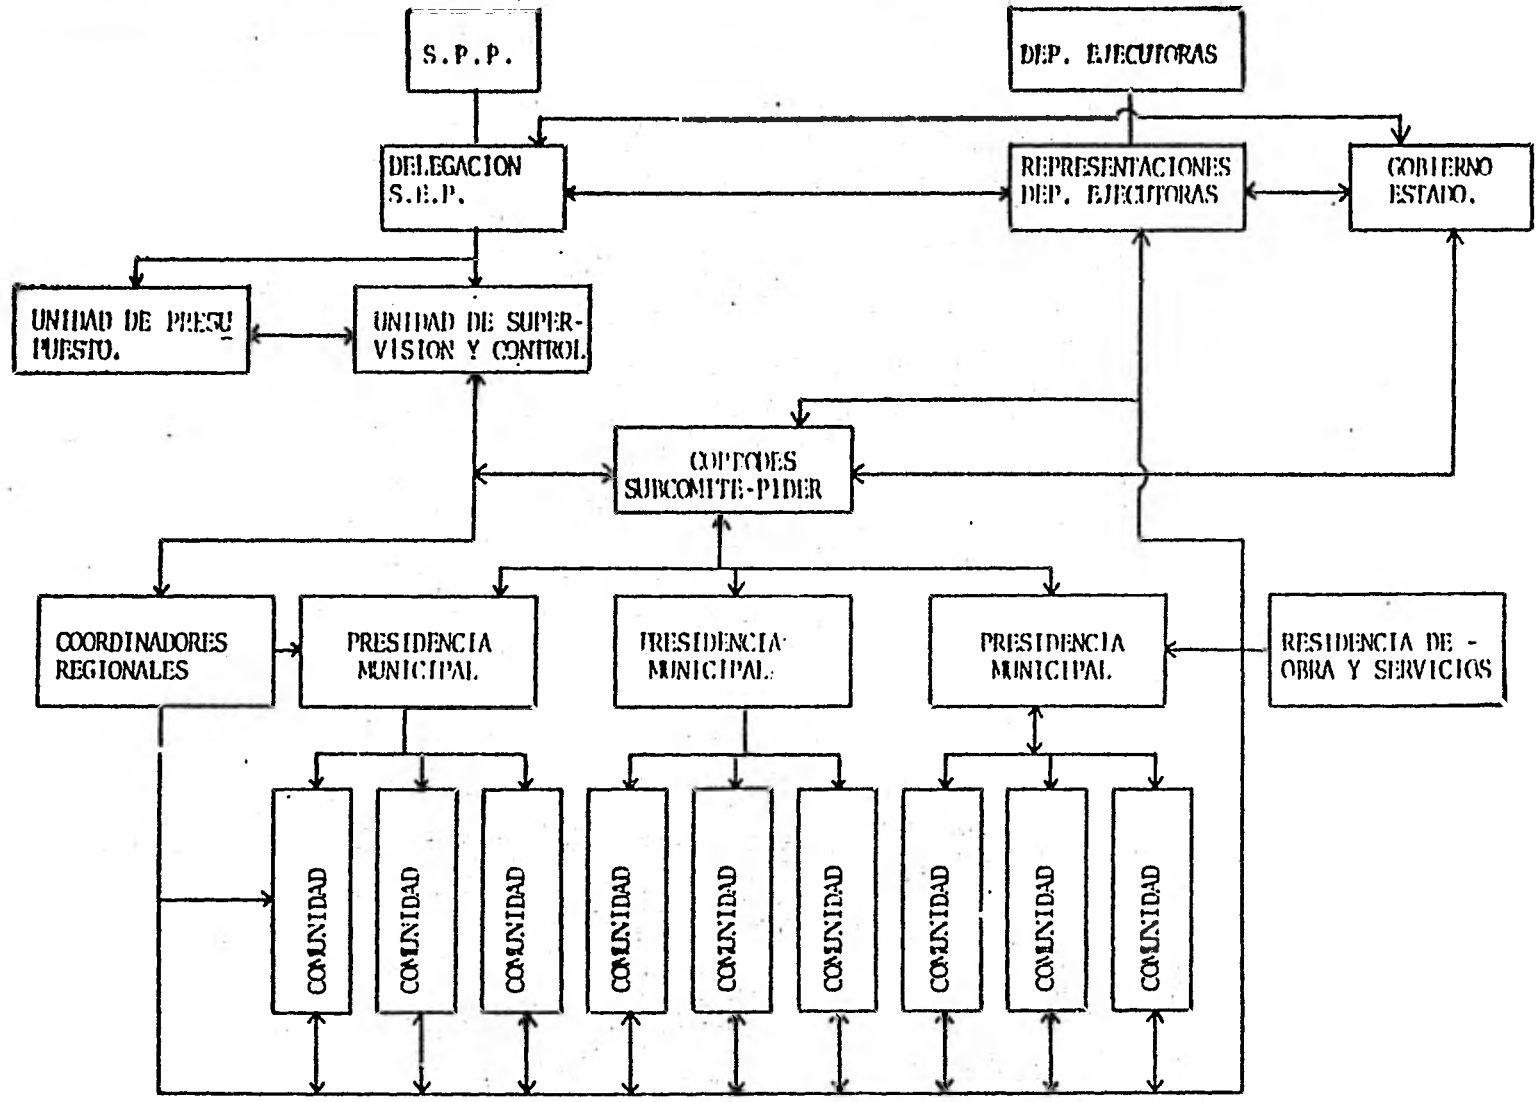 S.P.P.
DEP. EJECUTORAS
DELEGACION
S.E.P.
REPRESENTACIONES
DEP. EJECUTORAS
GOBIERNO
ESTADO.
UNIDAD DE PRESU
PUESTO.
UNIDAD DE SUPER-
VISION Y CONTROL
COPRODES
SUBCOMITE-PIDER
COORDINADORES
REGIONALES
PRESIDENCIA
MUNICIPAL
PRESIDENCIA
MUNICIPAL
PRESIDENCIA
MUNICIPAL
RESIDENCIA DE -
OBRA Y SERVICIOS
COMUNIDAD
COMUNIDAD
COMUNIDAD
COMUNIDAD
COMUNIDAD
COMUNIDAD
COMUNIDAD
COMUNIDAD
COMUNIDAD